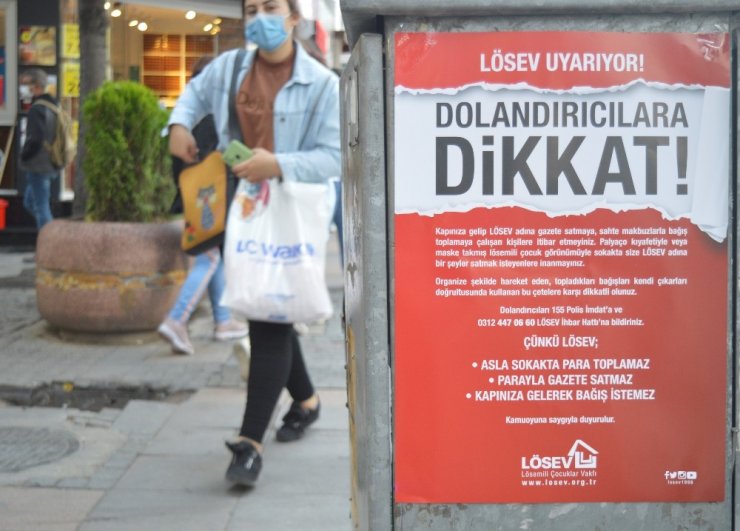 LÖSEV UYARIYOR!
DOLANDIRICILARA
DiKKAT!
Kapınıza gelip LÖSEV adına gazete satmaya, sahte makbuzlarla bağış
toplamaya çalışan kişilere itibar etmeyiniz. Palyaço kıyafetiyle veya
maske takmış lösemili çocuk görünümüyle sokakta size LÖSEV adına
bir şeyler satmak isteyenlere inanmayınız.
Organize şekilde hareket eden, topladıkları bağışları kendi çıkarları
doğrultusunda kullanan bu çetelere karşı dikkatli olunuz.
Dolandırıcıları 155 Polis İmdat'a ve
0312 447 06 60 LÖSEV İhbar Hattı'na bildiriniz.
ÇÜNKÜ LÖSEV;
• ASLA SOKAKTA PARA TOPLAMAZ
• PARAYLA GAZETE SATMAZ
• KAPINIZA GELEREK BAĞIŞ İSTEMEZ
Kamuoyuna saygıyla duyurulur.
LÖSEV
Lösemili Çocuklar Vakfı
www.losev.org.tr
losev1998
LC Waikiki